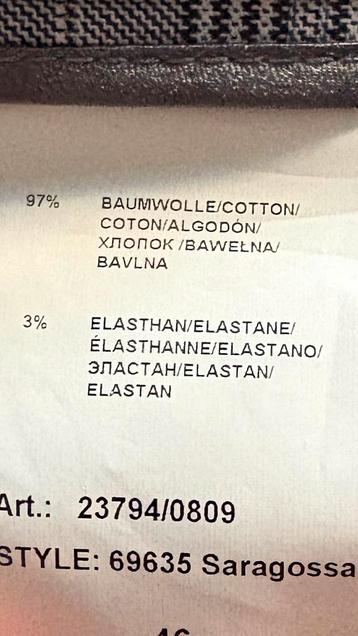 97% BAUMWOLLE/COTTON/
COTON/ALGODÓN/
ХЛОПОК /BAWEŁNA/
BAVLNA
3% ELASTHAN/ELASTANE/
ÉLASTHANNE/ELASTANO/
ЭЛАСТАН/ELASTAN/
ELASTAN
Art.: 23794/0809
STYLE: 69635 Saragossa